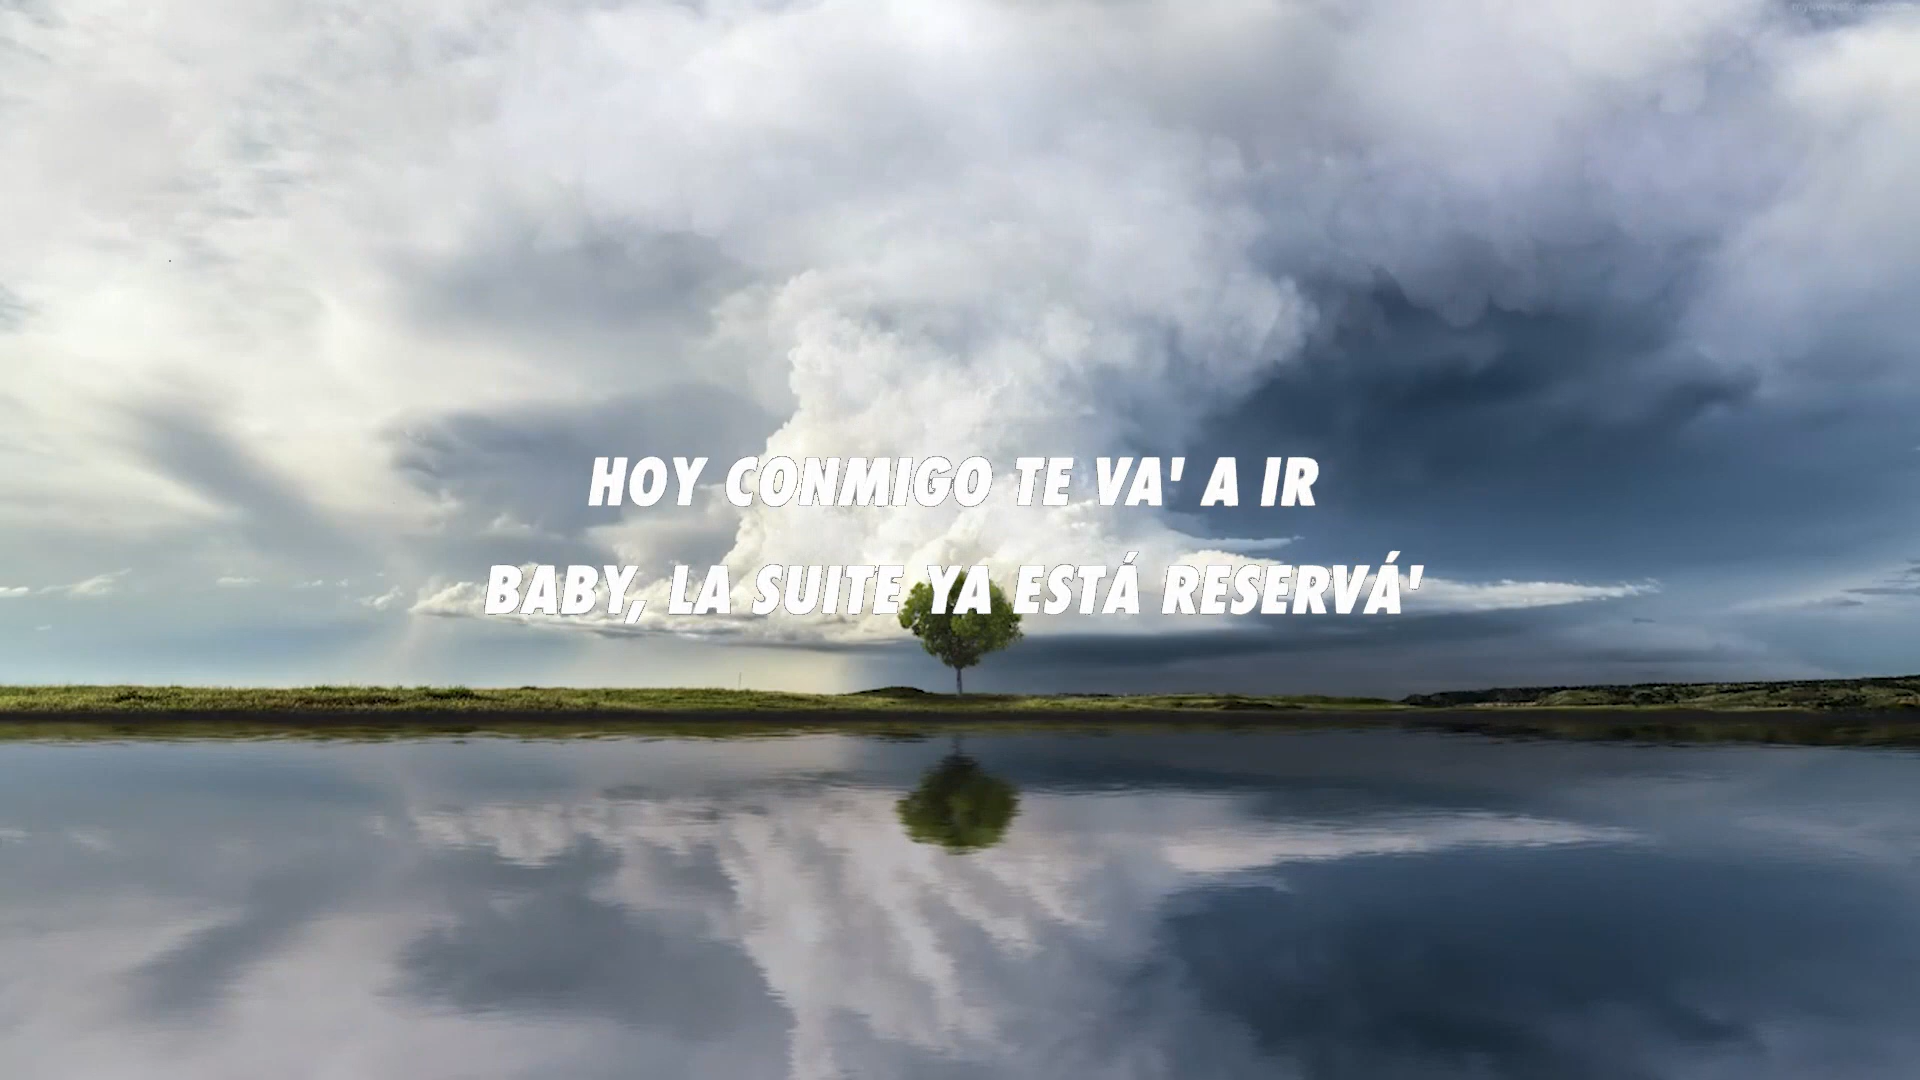 HOY CONMIGO TE VA' A IR
BABY, LA SUITE YA ESTÁ RESERVÁ'